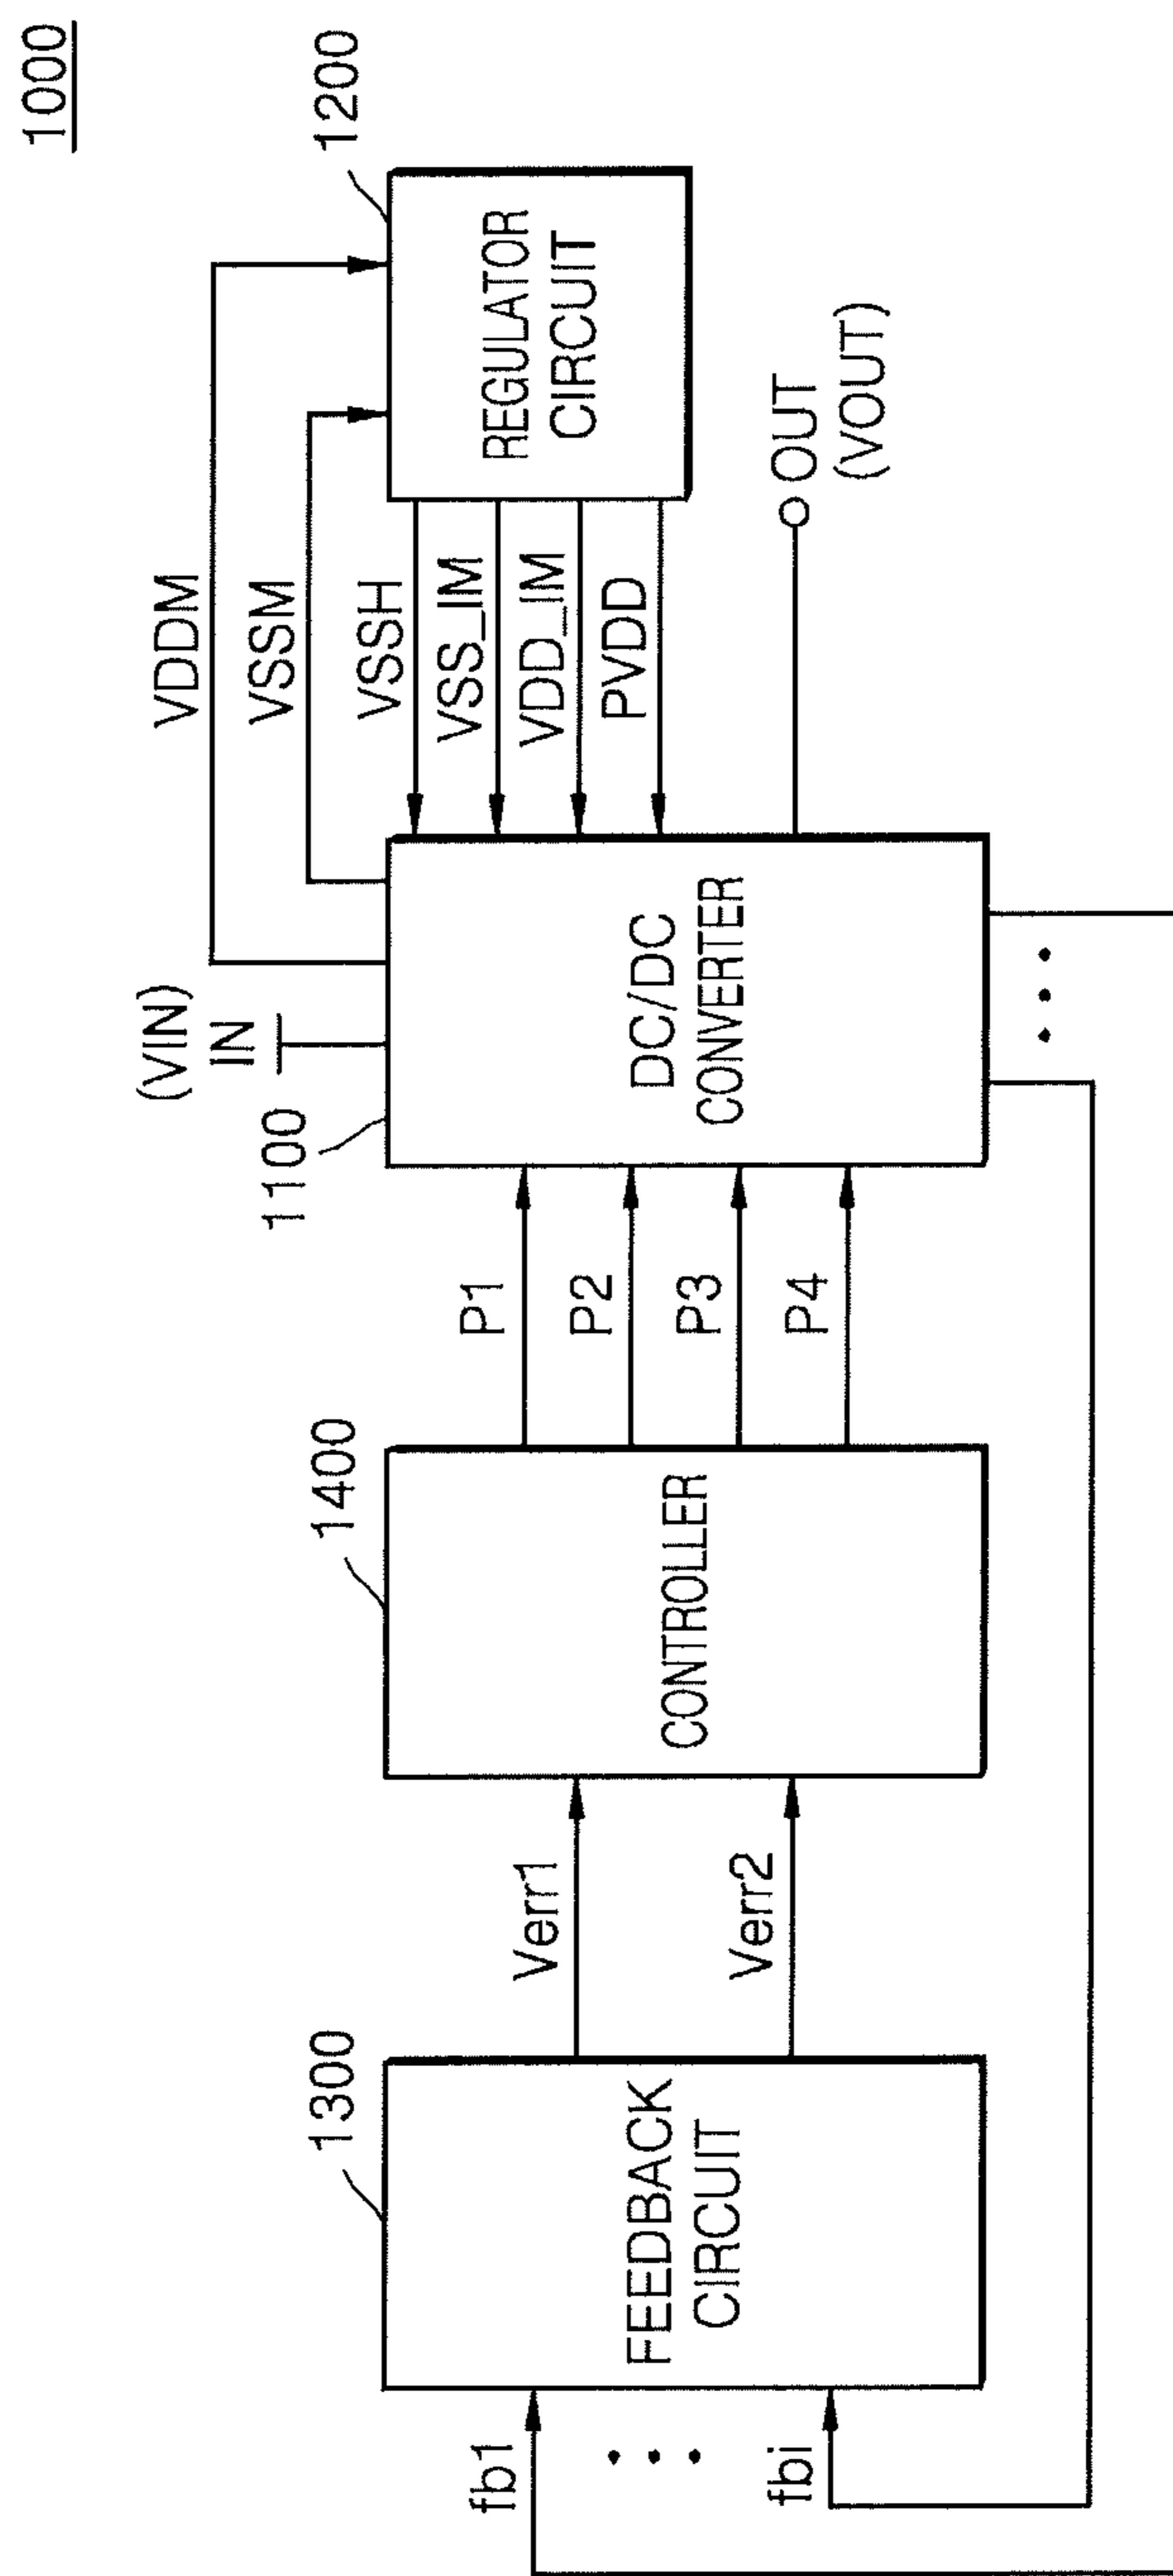 1000
VDDM
VSSM
(VIN)
IN
1100
1200
1300
1400
fb1
fbi
FEEDBACK
CIRCUIT
Verr1
Verr2
CONTROLLER
P1
P2
P3
P4
DC/DC
CONVERTER
VSSH
VSS_IM
VDD_IM
PVDD
REGULATOR
CIRCUIT
OUT
(VOUT)